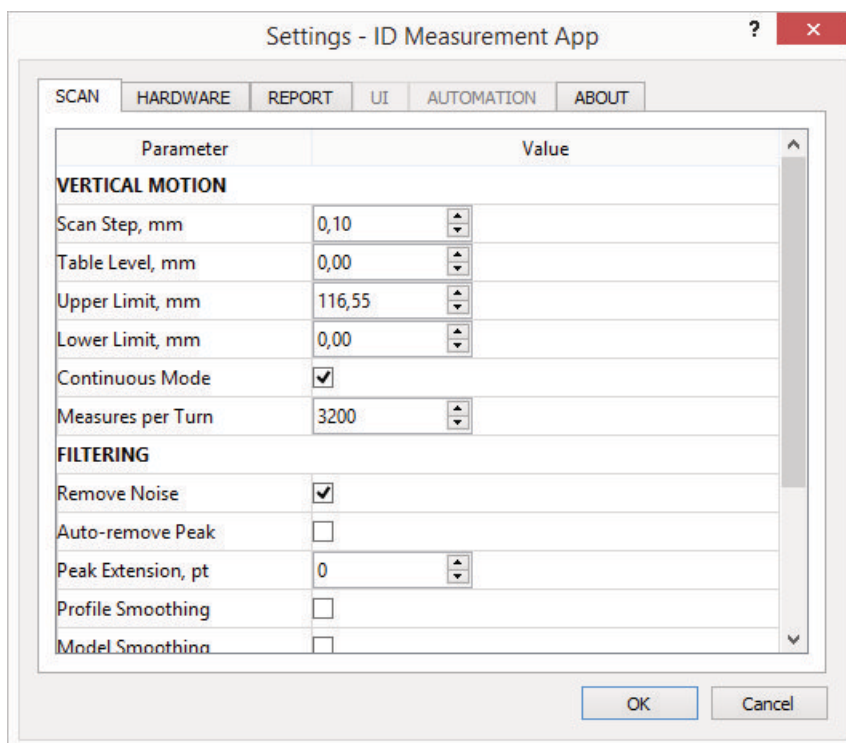 Settings - ID Measurement App ?
SCAN HARDWARE REPORT UI AUTOMATION ABOUT
Parameter Value
VERTICAL MOTION
Scan Step, mm 0,10
Table Level, mm 0,00
Upper Limit, mm 116,55
Lower Limit, mm 0,00
Continuous Mode
Measures per Turn 3200
FILTERING
Remove Noise
Auto-remove Peak
Peak Extension, pt 0
Profile Smoothing
Model Smoothing
OK Cancel